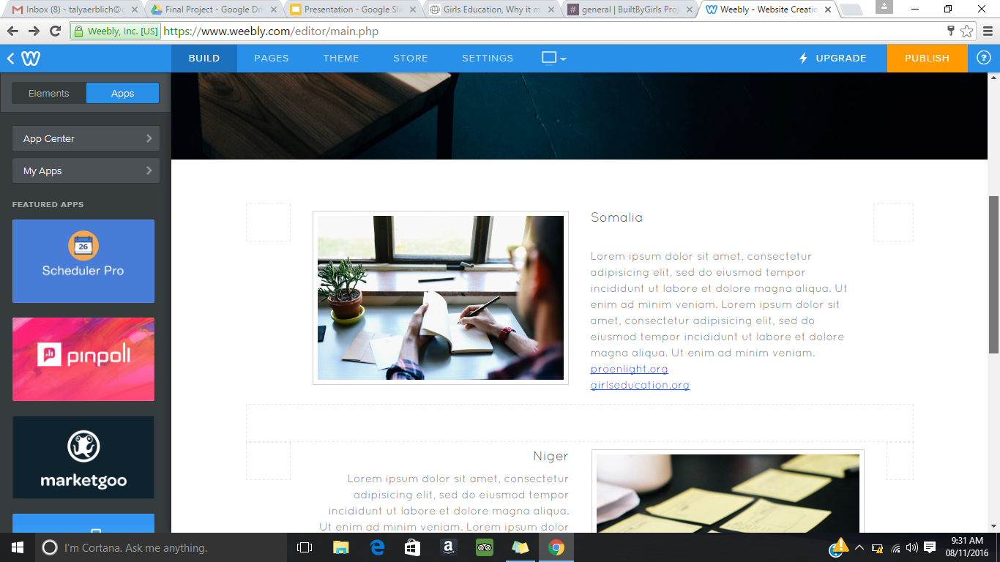 Inbox (8) - talyaerblich@g
Final Project - Google Dri
Presentation - Google Slid
Girls Education, Why it m
# general | BuiltByGirls Proj
Weebly - Website Creatio
Weebly, Inc. [US] https://www.weebly.com/editor/main.php
BUILD PAGES THEME STORE SETTINGS UPGRADE PUBLISH ?
Elements Apps
App Center
My Apps
FEATURED APPS
26
Scheduler Pro
pinpoll
marketgoo
Somalia
Lorem ipsum dolor sit amet, consectetur
adipisicing elit, sed do eiusmod tempor
incididunt ut labore et dolore magna aliqua. Ut
enim ad minim veniam. Lorem ipsum dolor sit
amet, consectetur adipisicing elit, sed do
eiusmod tempor incididunt ut labore et dolore
magna aliqua. Ut enim ad minim veniam.
proenlight.org
girlseducation.org
Niger
Lorem ipsum dolor sit amet, consectetur
adipisicing elit, sed do eiusmod tempor
incididunt ut labore et dolore magna aliqua.
Ut enim ad minim veniam. Lorem ipsum dolor
I'm Cortana. Ask me anything.
9:31 AM
08/11/2016